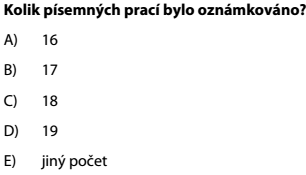 Kolik písemných prací bylo oznámkováno?
A) 16
B) 17
C) 18
D) 19
E) jiný počet